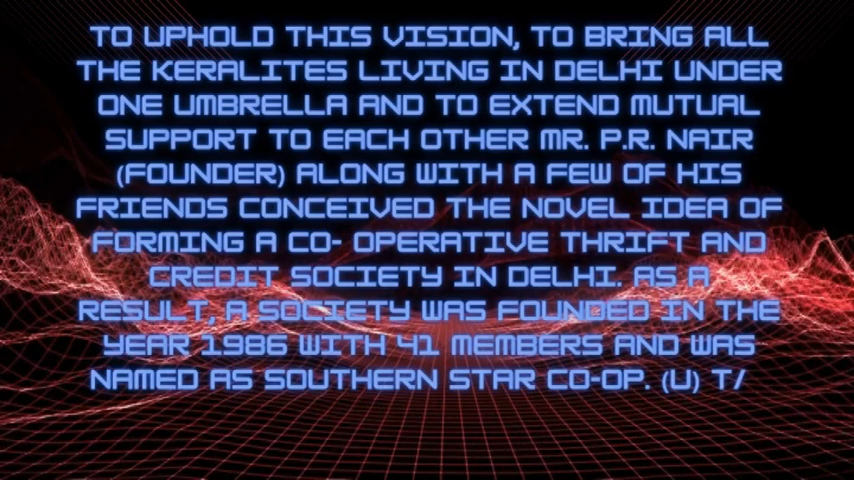 TO UPHOLD THIS VISION, TO BRING ALL
THE KERALITES LIVING IN DELHI UNDER
ONE UMBRELLA AND TO EXTEND MUTUAL
SUPPORT TO EACH OTHER MR. P.R. NAIR
(FOUNDER) ALONG WITH A FEW OF HIS
FRIENDS CONCEIVED THE NOVEL IDEA OF
FORMING A CO- OPERATIVE THRIFT AND
CREDIT SOCIETY IN DELHI. AS A
RESULT, A SOCIETY WAS FOUNDED IN THE
YEAR 1986 WITH 41 MEMBERS AND WAS
NAMED AS SOUTHERN STAR CO-OP. (U) T/